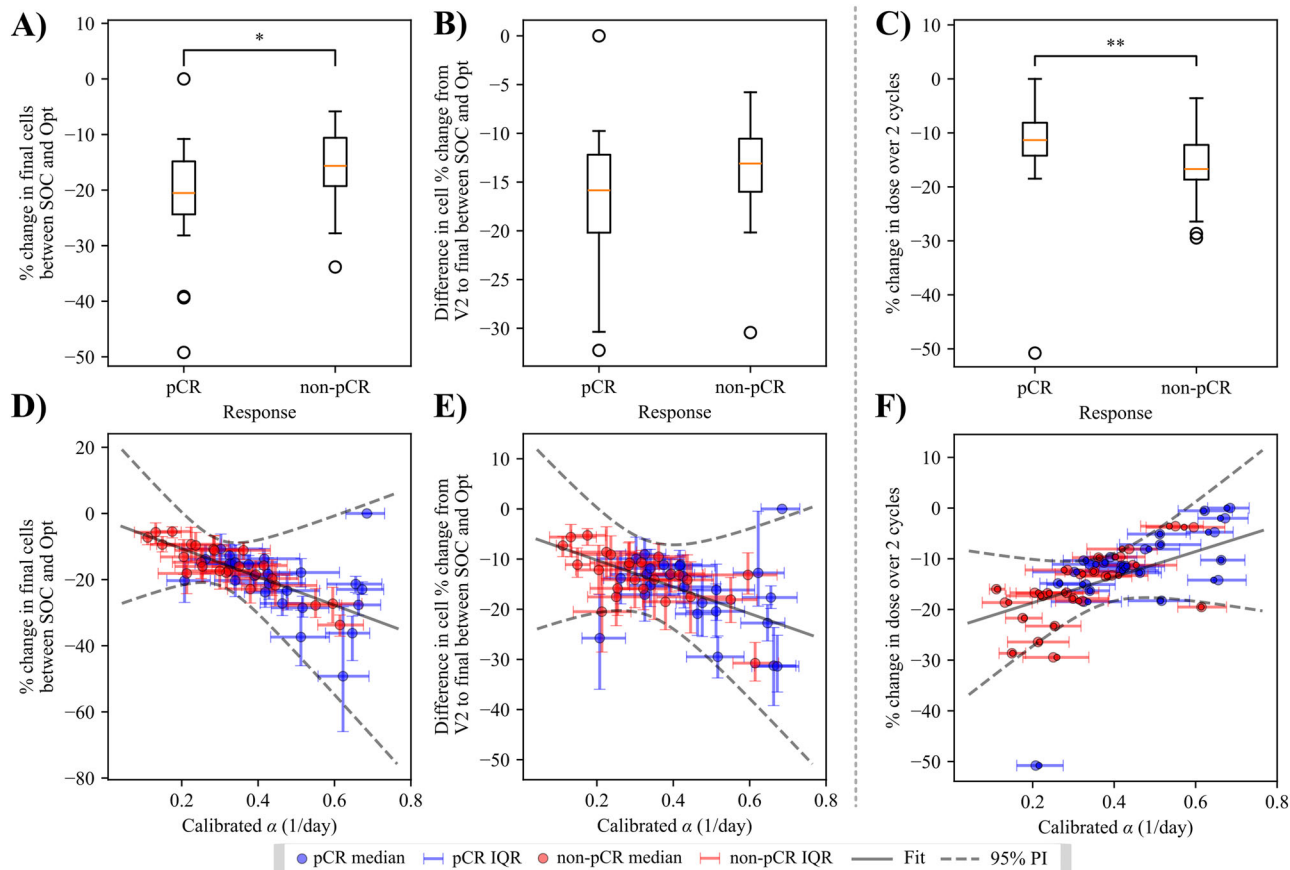 A)
% change in final cells
between SOC and Opt
10
0
−10
−20
−30
−40
−50
*
pCR
non-pCR
Response
B)
Difference in cell % change from
V2 to final between SOC and Opt
0
−5
−10
−15
−20
−25
−30
pCR
non-pCR
C)
% change in dose over 2 cycles
10
0
−10
−20
−30
−40
−50
**
pCR
non-pCR
Response
D)
% change in final cells
between SOC and Opt
20
0
−20
−40
−60
−80
0.2
0.4
0.6
0.8
Calibrated α (1/day)
E)
Difference in cell % change from
V2 to final between SOC and Opt
10
0
−10
−20
−30
−40
−50
0.2
0.4
0.6
0.8
Calibrated α (1/day)
F)
% change in dose over 2 cycles
10
0
−10
−20
−30
−40
−50
0.2
0.4
0.6
0.8
Calibrated α (1/day)
pCR median
pCR IQR
non-pCR median
non-pCR IQR
Fit
95% PI